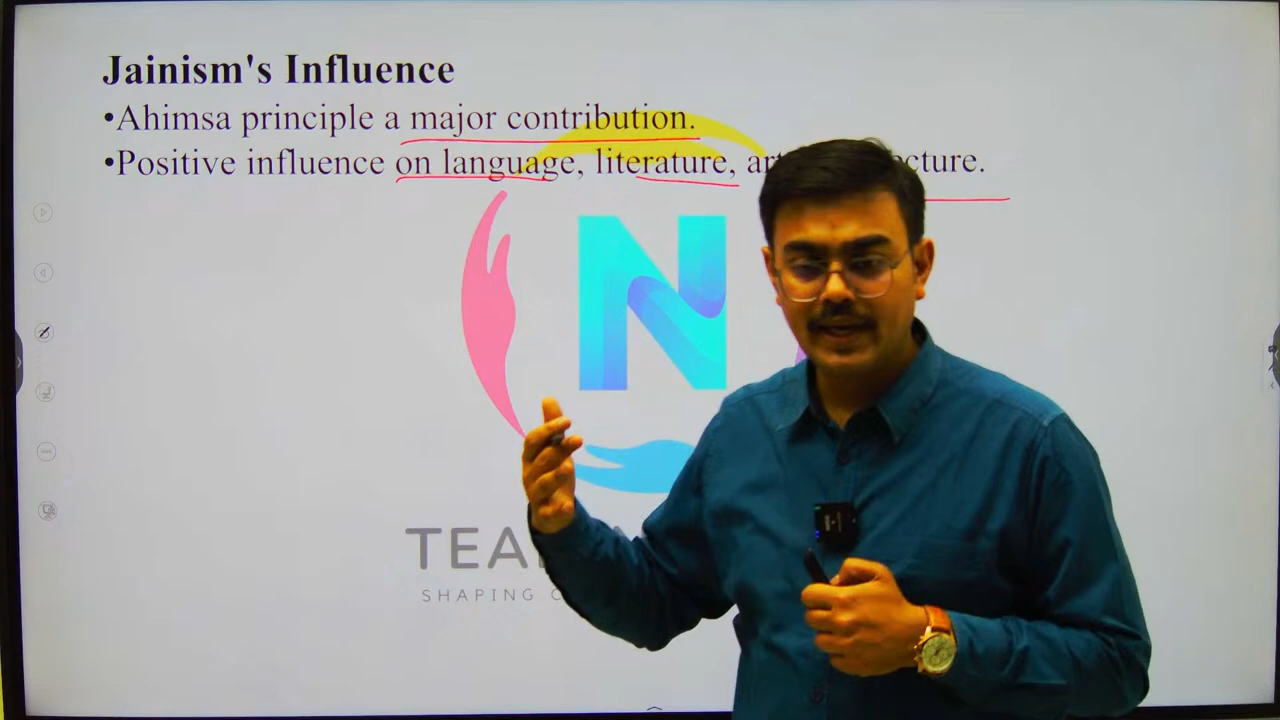 Jainism's Influence
•Ahimsa principle a major contribution.
•Positive influence on language, literature,
N
SHAPING